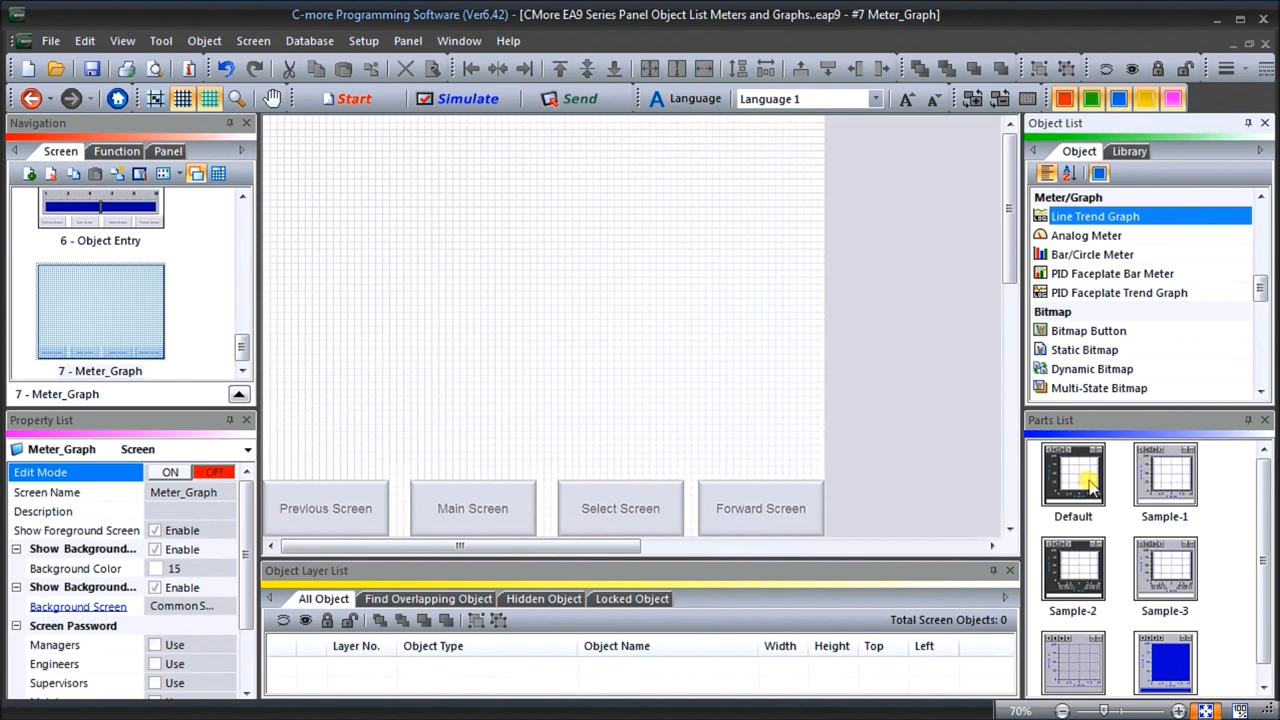 C-more Programming Software (Ver6.42) - [CMore EA9 Series Panel Object List Meters and Graphs..eap9 - #7 Meter_Graph]
File Edit View Tool Object Screen Database Setup Panel Window Help
Start Simulate Send Language Language 1
Navigation
Screen Function Panel
6 - Object Entry
7 - Meter_Graph
7 - Meter_Graph
Property List
Meter_Graph Screen
Edit Mode ON OFF
Screen Name Meter_Graph
Description
Show Foreground Screen Enable
Show Background... Enable
Background Color 15
Show Background... Enable
Background Screen CommonS...
Screen Password
Managers Use
Engineers Use
Supervisors Use
Previous Screen Main Screen Select Screen Forward Screen
Object Layer List
All Object Find Overlapping Object Hidden Object Locked Object
Total Screen Objects: 0
Layer No. Object Type Object Name Width Height Top Left
Object List
Object Library
Meter/Graph
Line Trend Graph
Analog Meter
Bar/Circle Meter
PID Faceplate Bar Meter
PID Faceplate Trend Graph
Bitmap
Bitmap Button
Static Bitmap
Dynamic Bitmap
Multi-State Bitmap
Parts List
Default Sample-1
Sample-2 Sample-3
70%